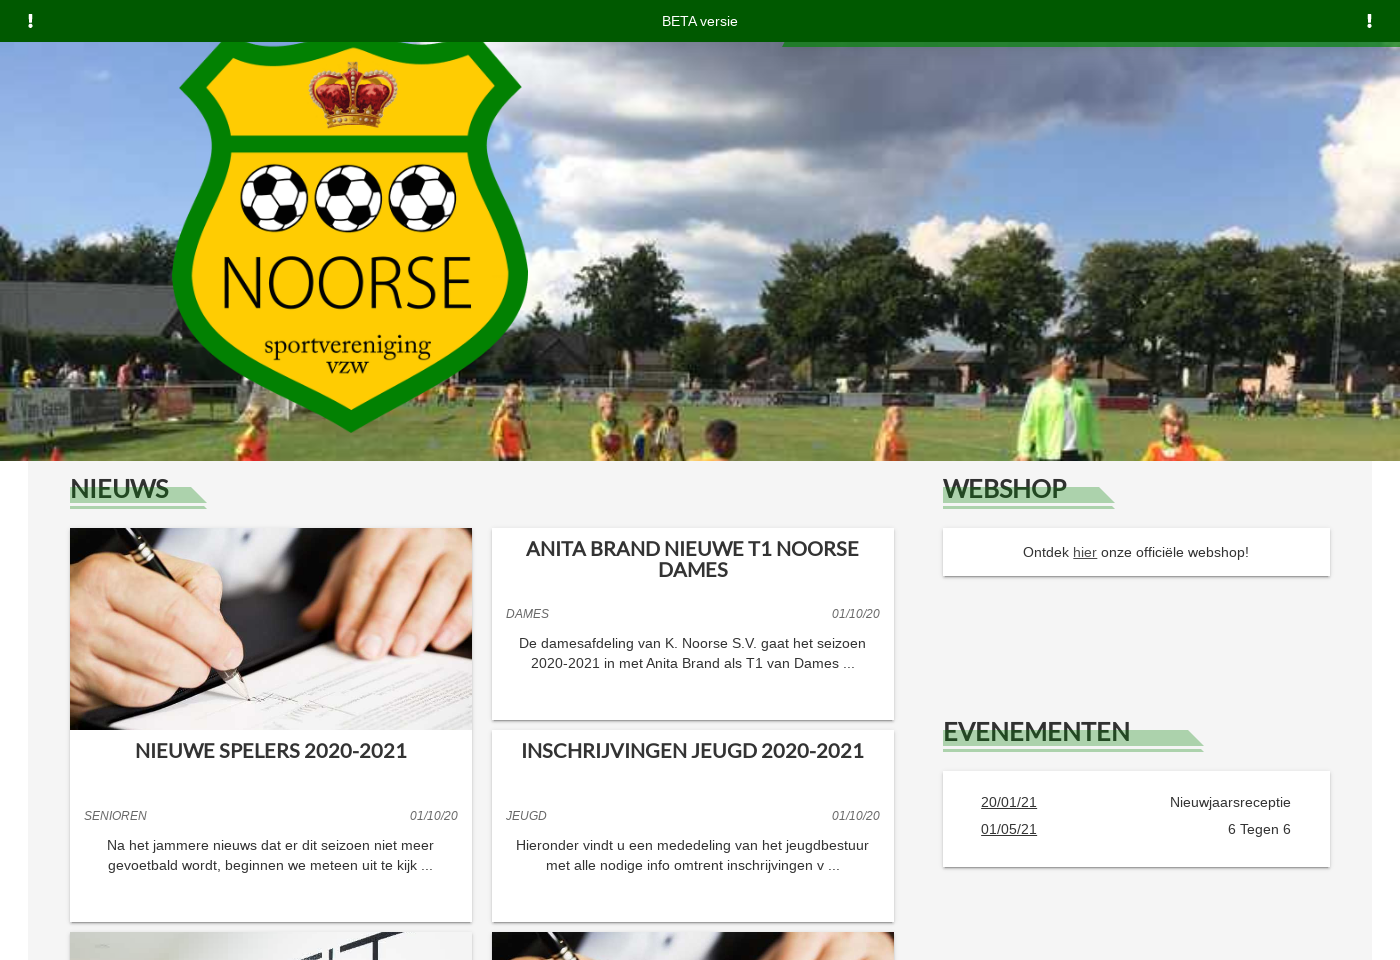 BETA versie
NOORSE
sportvereniging
vzw
NIEUWS
NIEUWE SPELERS 2020-2021
SENIOREN 01/10/20
Na het jammere nieuws dat er dit seizoen niet meer
gevoetbald wordt, beginnen we meteen uit te kijk ...
ANITA BRAND NIEUWE T1 NOORSE
DAMES
DAMES 01/10/20
De damesafdeling van K. Noorse S.V. gaat het seizoen
2020-2021 in met Anita Brand als T1 van Dames ...
INSCHRIJVINGEN JEUGD 2020-2021
JEUGD 01/10/20
Hieronder vindt u een mededeling van het jeugdbestuur
met alle nodige info omtrent inschrijvingen v ...
WEBSHOP
Ontdek hier onze officiële webshop!
EVENEMENTEN
20/01/21 Nieuwjaarsreceptie
01/05/21 6 Tegen 6